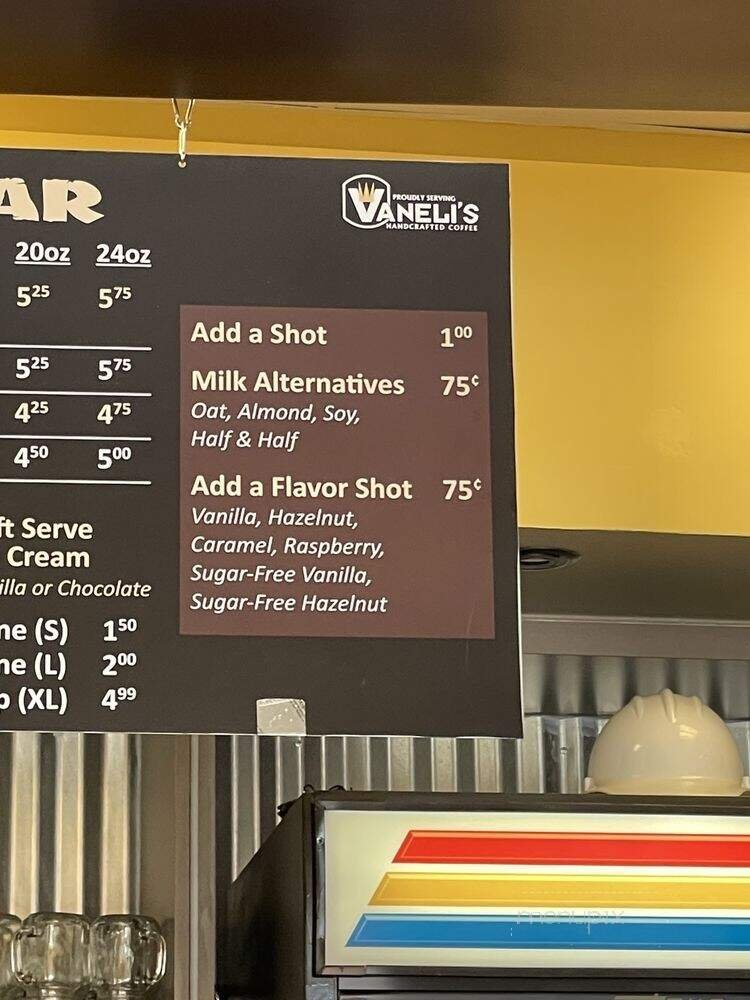 AR
PROUDLY SERVING
VANELI'S
HANDCRAFTED COFFEE
20oz 24oz
5²⁵ 5⁷⁵
5²⁵ 5⁷⁵
4²⁵ 4⁷⁵
4⁵⁰ 5⁰⁰
ft Serve
Cream
illa or Chocolate
ne (S) 1⁵⁰
ne (L) 2⁰⁰
p (XL) 4⁹⁹
Add a Shot 1⁰⁰
Milk Alternatives 75¢
Oat, Almond, Soy,
Half & Half
Add a Flavor Shot 75¢
Vanilla, Hazelnut,
Caramel, Raspberry,
Sugar-Free Vanilla,
Sugar-Free Hazelnut
menupix